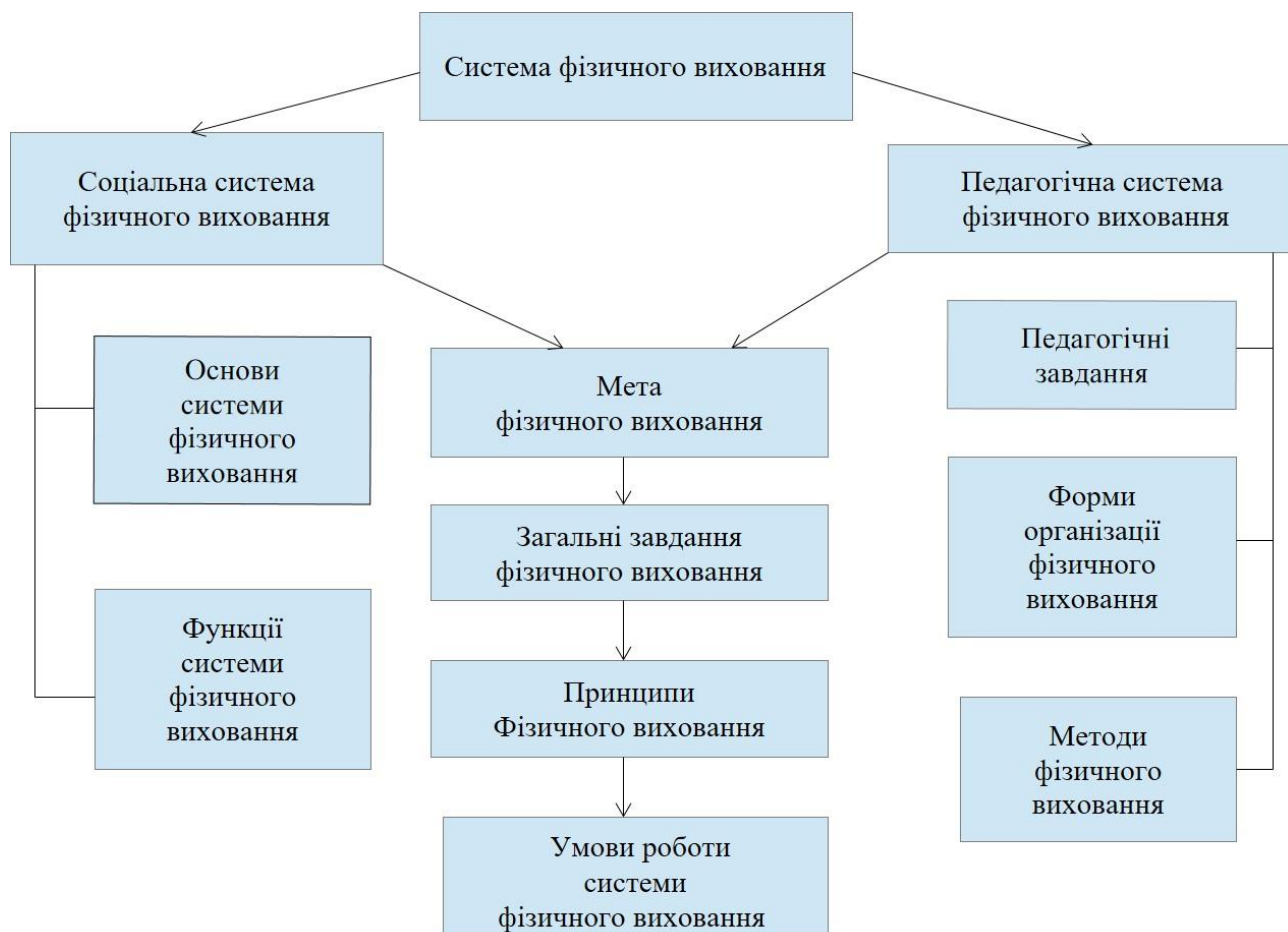 Система фізичного виховання
Соціальна система
фізичного виховання
Педагогічна система
фізичного виховання
Основи
системи
фізичного
виховання
Функції
системи
фізичного
виховання
Мета
фізичного виховання
Загальні завдання
фізичного виховання
Принципи
Фізичного виховання
Умови роботи
системи
фізичного виховання
Педагогічні
завдання
Форми
організації
фізичного
виховання
Методи
фізичного
виховання